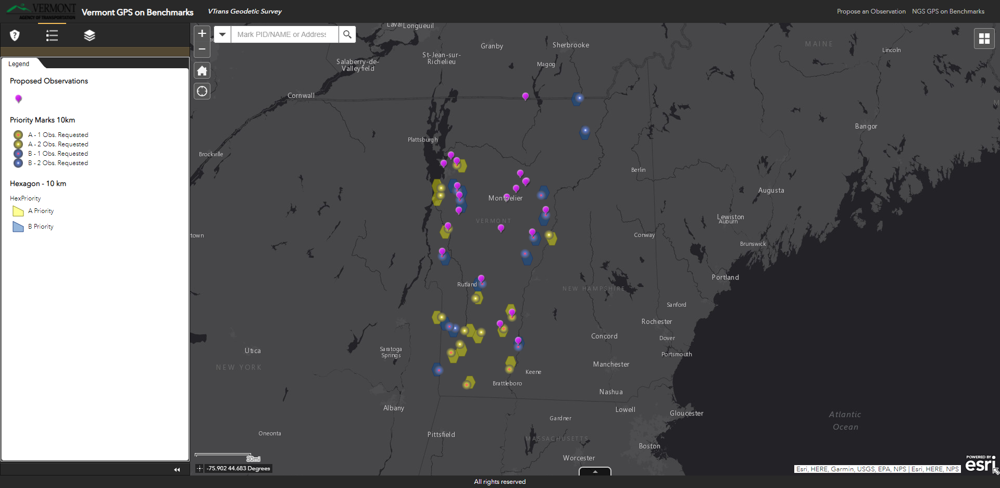 VERMONT
AGENCY OF TRANSPORTATION
Vermont GPS on Benchmarks
VTrans Geodetic Survey
Propose an Observation
NGS GPS on Benchmarks
Legend
Proposed Observations
Priority Marks 10km
A - 1 Obs. Requested
A - 2 Obs. Requested
B - 1 Obs. Requested
B - 2 Obs. Requested
Hexagon - 10 km
HexPriority
A Priority
B Priority
+
−
Mark PID/NAME or Address
Laval
Longueuil
Granby
Sherbrooke
MAINE
Lincoln
St-Jean-sur-
Richelieu
Salaberry-de-
Valleyfield
Magog
Cornwall
Bangor
Plattsburgh
Brockville
Berlin
Augusta
Montpelier
VERMONT
Lewiston
Auburn
town
Conway
Brunswick
Rutland
NEW HAMPSHIRE
Portland
Sanford
Rochester
Concord
Dover
Utica
Saratoga
Springs
Portsmouth
NEW YORK
Manchester
Keene
Brattleboro
Nashua
Albany
Lowell
Gloucester
Atlantic
Ocean
Gardner
Oneonta
Pittsfield
MASSACHUSETTS
Boston
Worcester
30mi
-75.902 44.683 Degrees
POWERED BY
esri
Esri, HERE, Garmin, USGS, EPA, NPS | Esri, HERE, NPS
All rights reserved